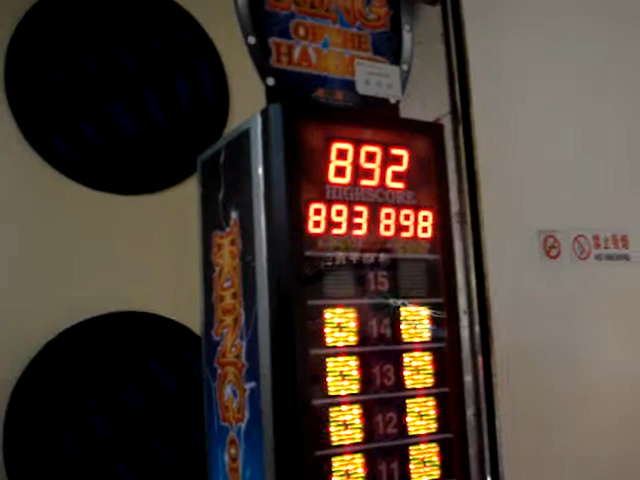 KING
OF THE
HAMMER
892
HIGHSCORE
893 898
15
14
13
12
11
KING
禁止吸烟
NO SMOKING